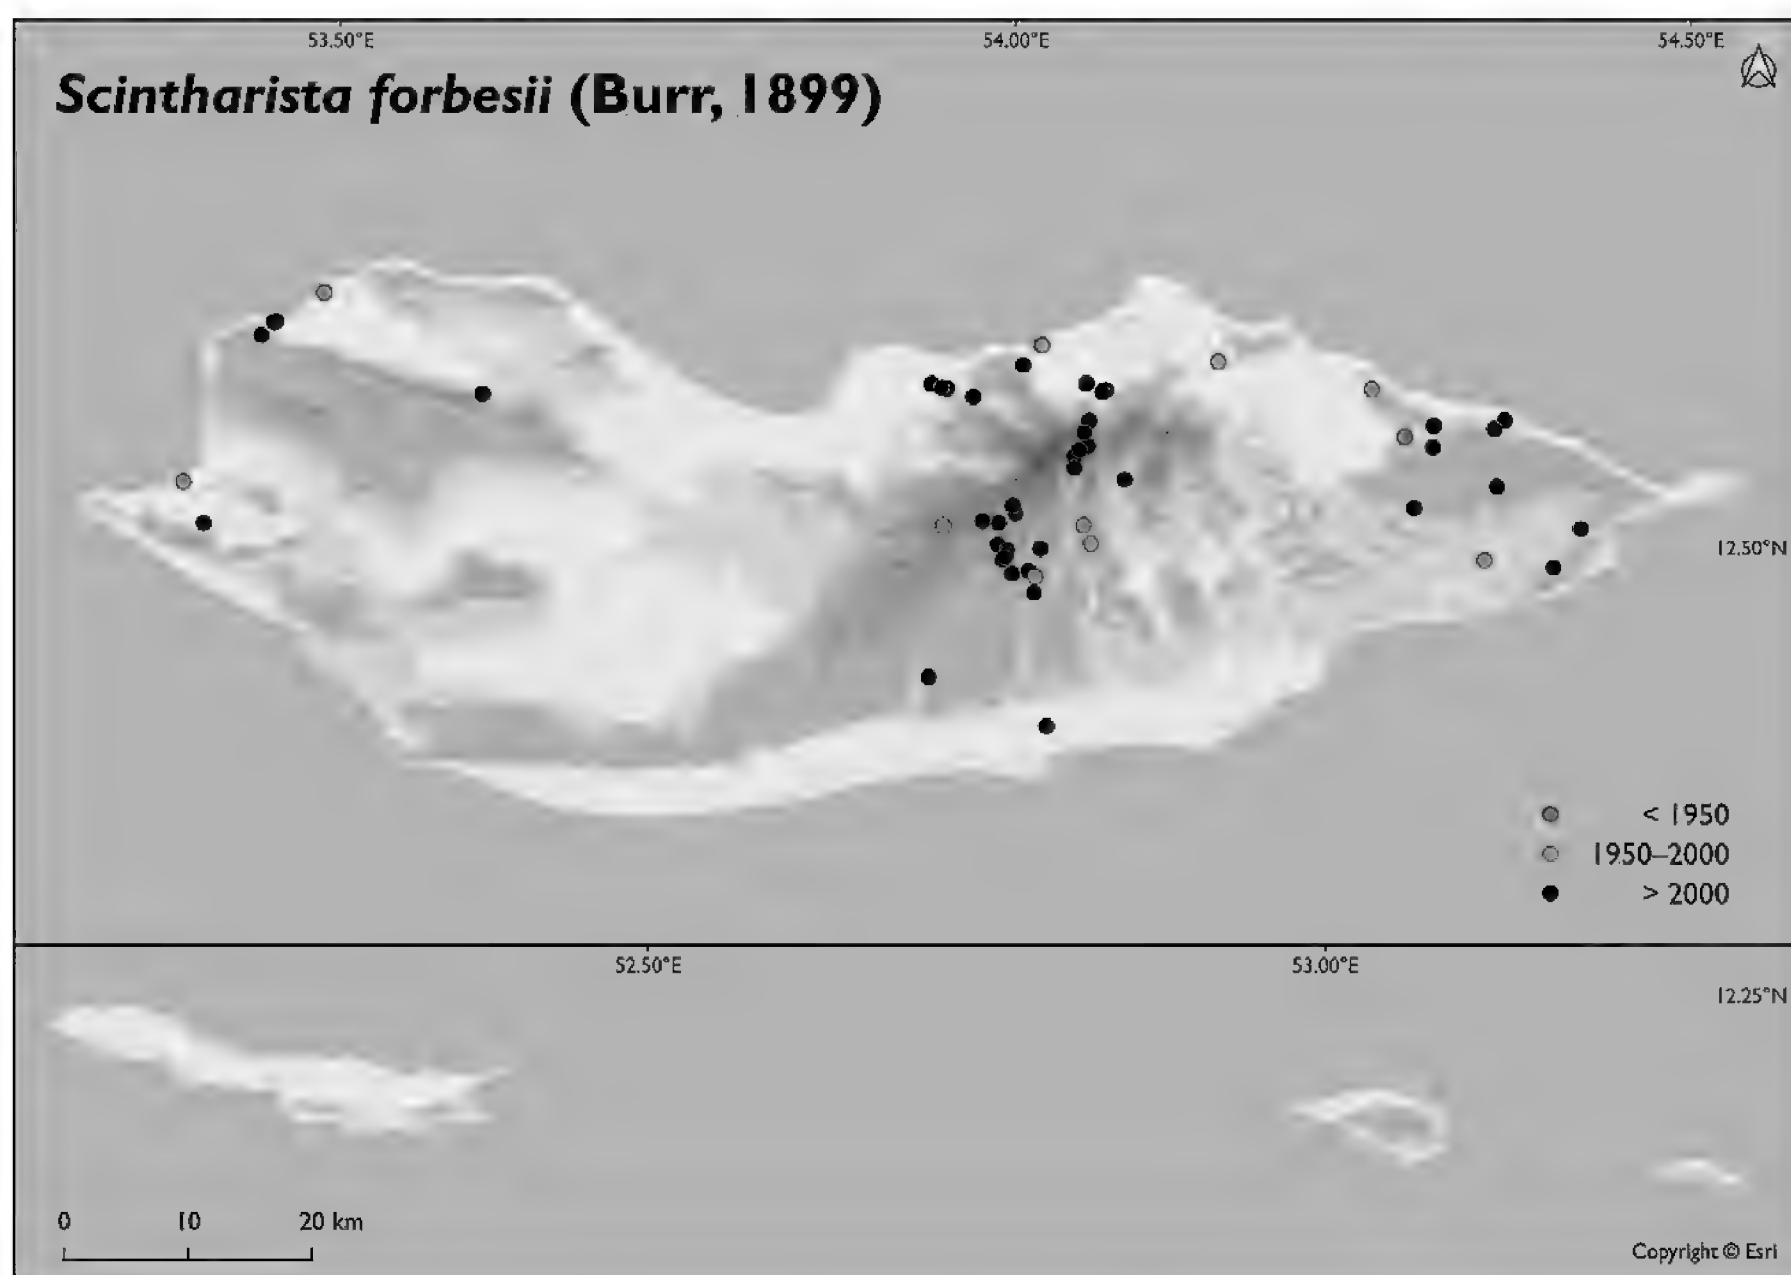 53.50°E 54.00°E 54.50°E
Scintharista forbesii (Burr, 1899)
12.50°N
< 1950
1950–2000
> 2000
52.50°E 53.00°E
12.25°N
0 10 20 km
Copyright © Esri